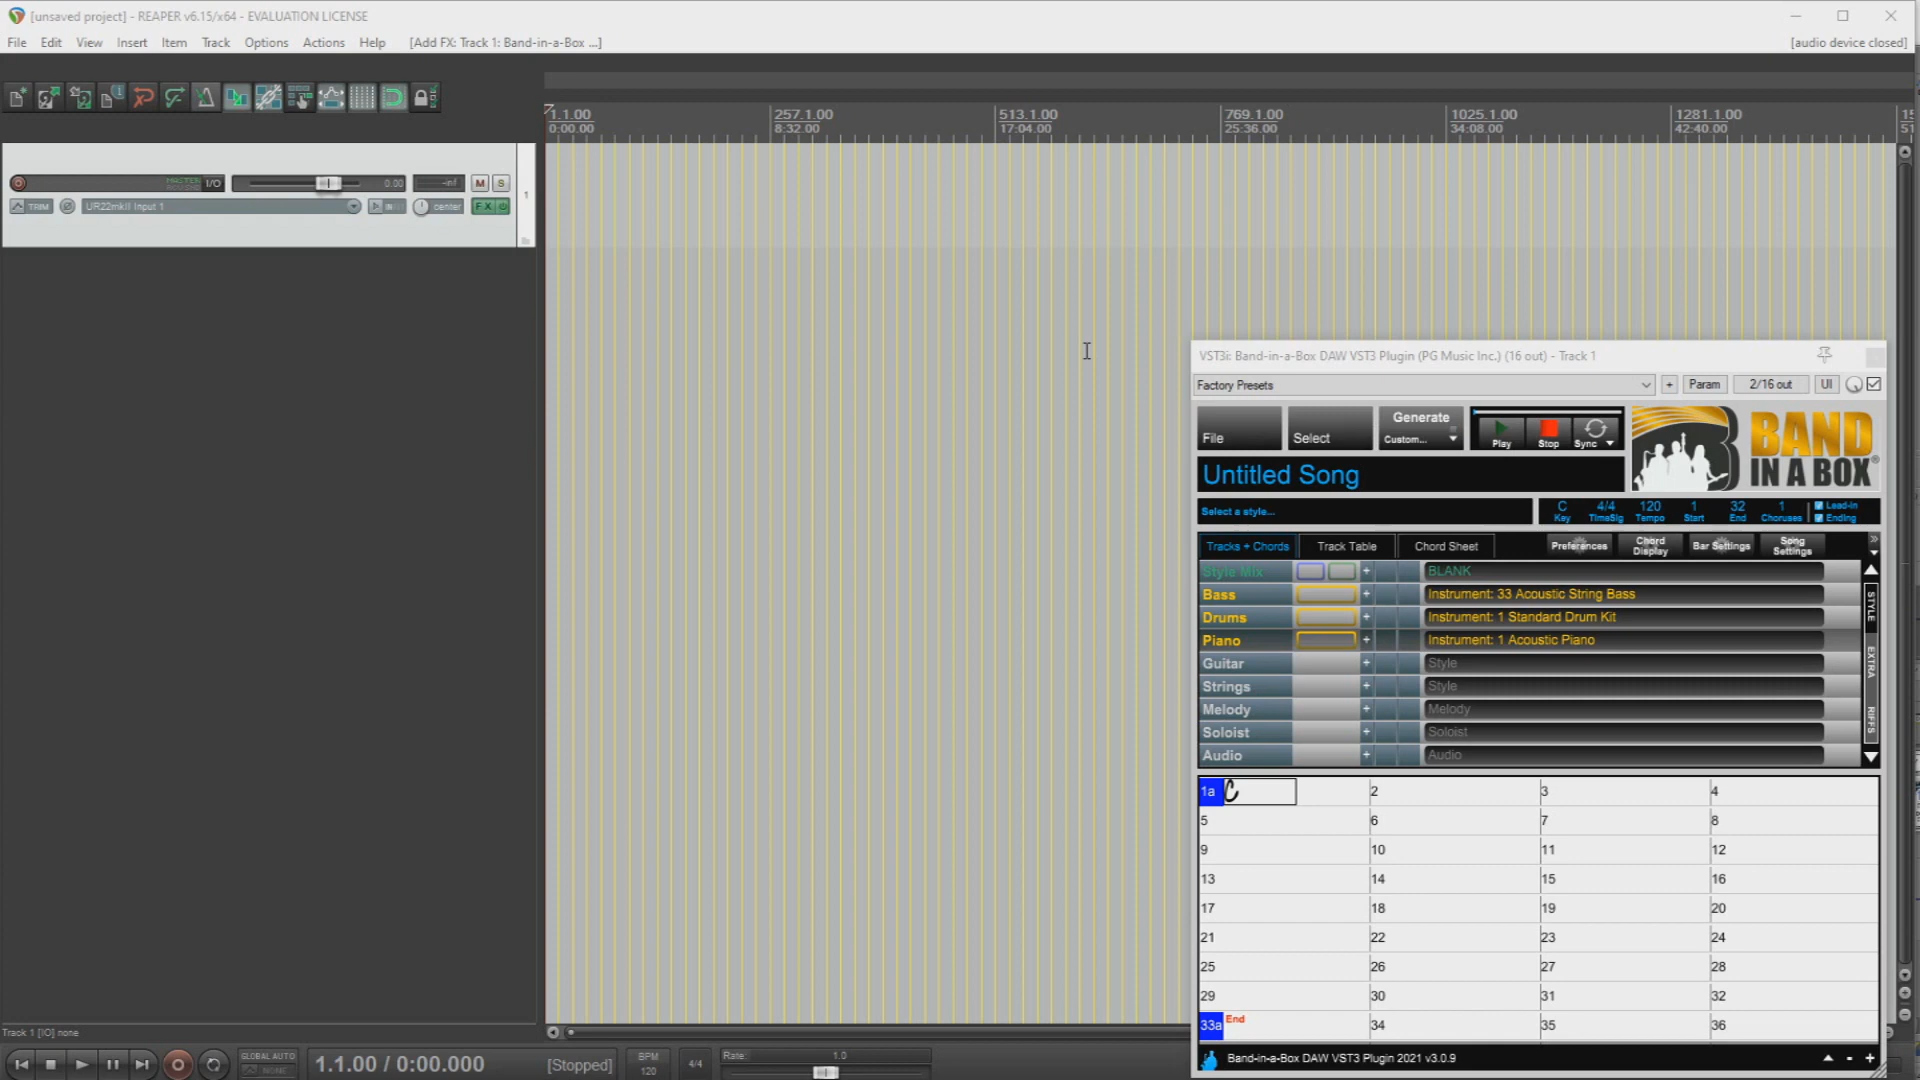 [unsaved project] - REAPER v6.15/x64 - EVALUATION LICENSE
File Edit View Insert Item Track Options Actions Help [Add FX: Track 1: Band-in-a-Box ...] [audio device closed]
1.1.00 257.1.00 513.1.00 769.1.00 1025.1.00 1281.1.00
0:00.00 8:32.00 17:04.00 25:36.00 34:08.00 42:40.00
MASTER I/O 0.00 -inf M S
TRIM UR22mkII Input 1 IN center FX
1
VST3i: Band-in-a-Box DAW VST3 Plugin (PG Music Inc.) (16 out) - Track 1
Factory Presets + Param 2/16 out UI
File Select Generate Custom... Play Stop Sync
BAND IN A BOX®
Untitled Song
Select a style...
C 4/4 120 1 32 1 Lead-in
Key TimeSig Tempo Start End Choruses Ending
Tracks + Chords Track Table Chord Sheet Preferences Chord Display Bar Settings Song Settings
Style Mix + BLANK
Bass + Instrument: 33 Acoustic String Bass
Drums + Instrument: 1 Standard Drum Kit
Piano + Instrument: 1 Acoustic Piano
Guitar + Style
Strings + Style
Melody + Melody
Soloist + Soloist
Audio + Audio
STYLE
EXTRA
RIFFS
1a C 2 3 4
5 6 7 8
9 10 11 12
13 14 15 16
17 18 19 20
21 22 23 24
25 26 27 28
29 30 31 32
33a End 34 35 36
Band-in-a-Box DAW VST3 Plugin 2021 v3.0.9 - +
Track 1 [IO] none
GLOBAL AUTO
NONE
1.1.00 / 0:00.000 [Stopped]
BPM
120
4/4
Rate: 1.0